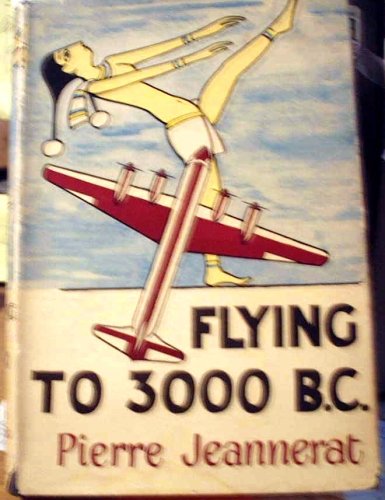 FLYING
TO 3000 B.C.
Pierre Jeannerat